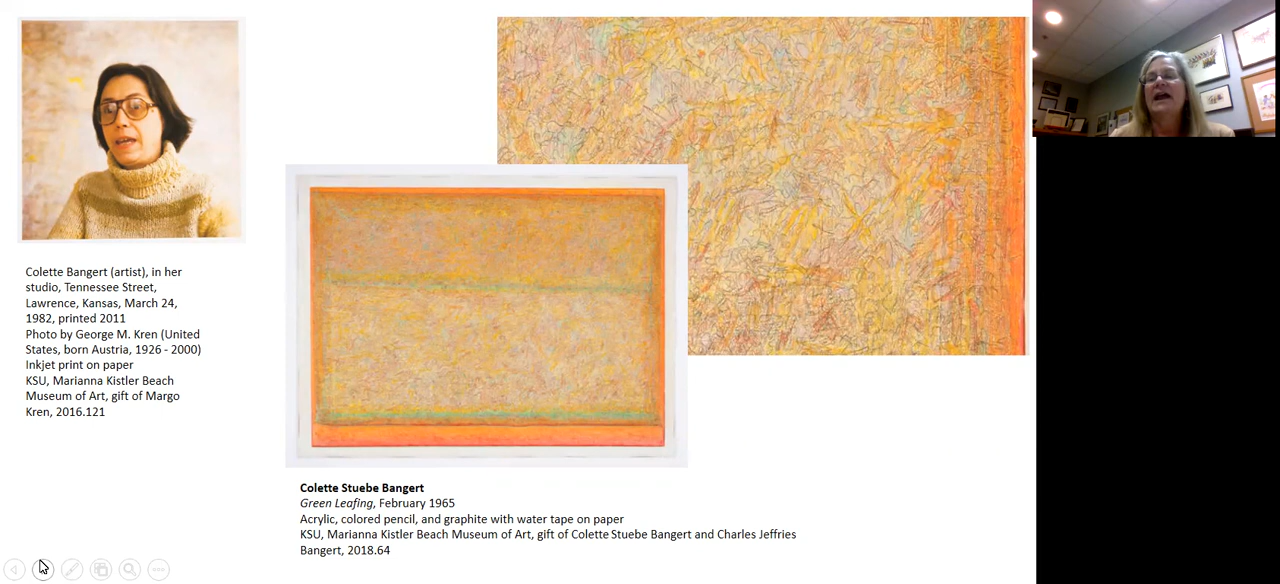 Colette Bangert (artist), in her
studio, Tennessee Street,
Lawrence, Kansas, March 24,
1982, printed 2011
Photo by George M. Kren (United
States, born Austria, 1926 - 2000)
Inkjet print on paper
KSU, Marianna Kistler Beach
Museum of Art, gift of Margo
Kren, 2016.121
Colette Stuebe Bangert
Green Leafing, February 1965
Acrylic, colored pencil, and graphite with water tape on paper
KSU, Marianna Kistler Beach Museum of Art, gift of Colette Stuebe Bangert and Charles Jeffries
Bangert, 2018.64